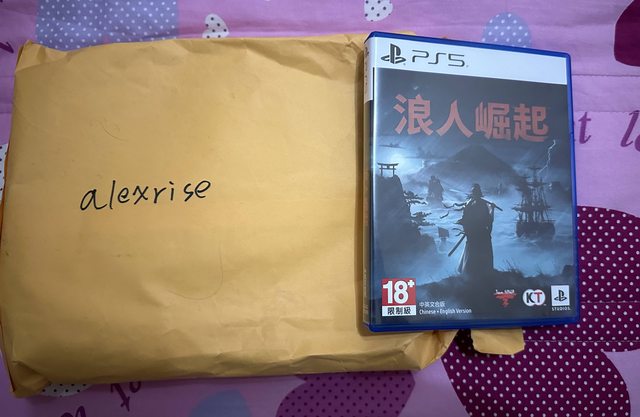 alexrise
PS5
浪人崛起
18+
限制級
中英文合版
Chinese + English Version
KT
STUDIOS